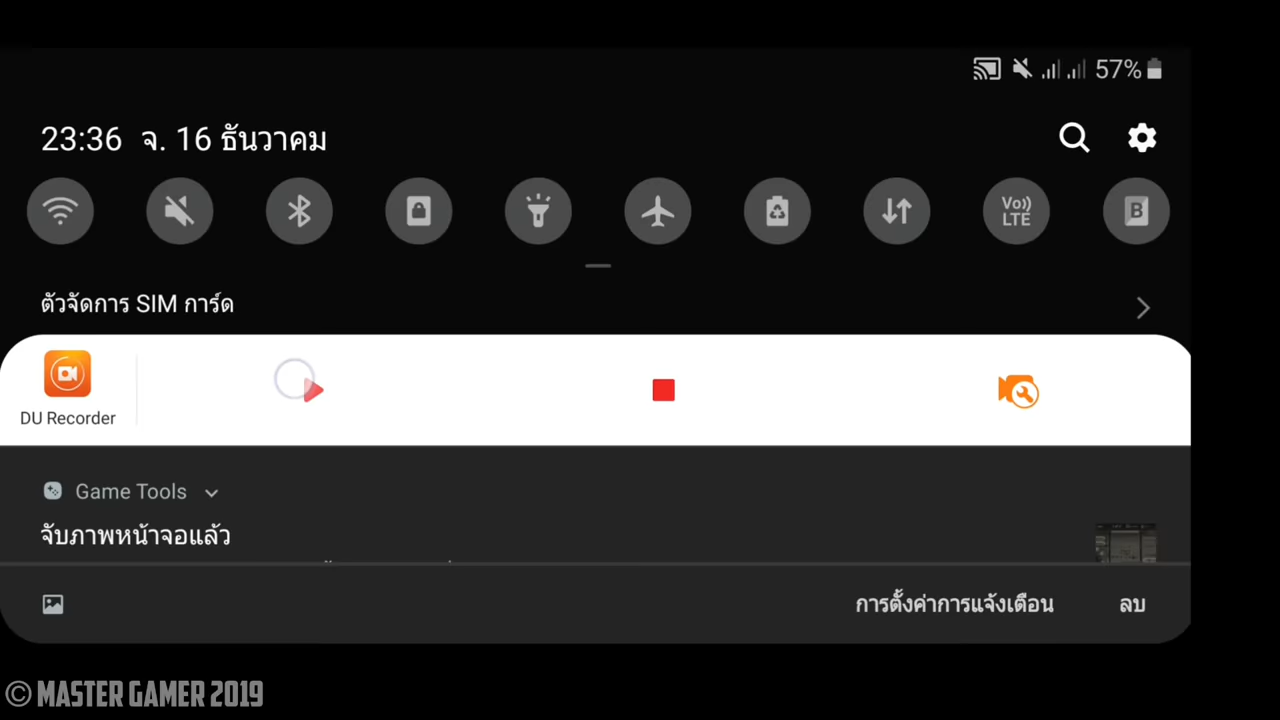 57%
23:36 จ. 16 ธันวาคม
Vo)) LTE
B
ตัวจัดการ SIM การ์ด
DU Recorder
Game Tools
จับภาพหน้าจอแล้ว
การตั้งค่าการแจ้งเตือน ลบ
© MASTER GAMER 2019